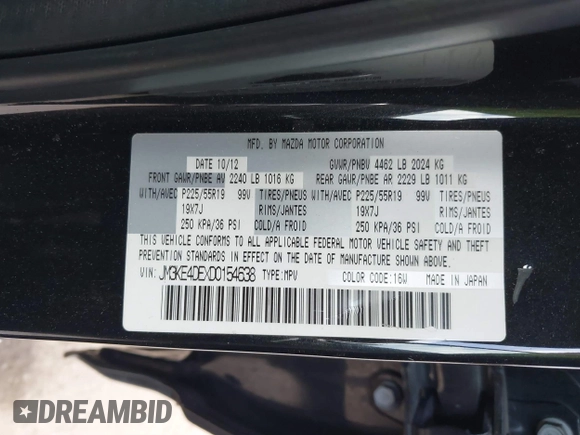 MFD. BY MAZDA MOTOR CORPORATION
DATE 10/12 GVWR/PNBV 4462 LB 2024 KG
FRONT GAWR/PNBE AV 2240 LB 1016 KG REAR GAWR/PNBE AR 2229 LB 1011 KG
WITH/AVEC P225/55R19 99V TIRES/PNEUS WITH/AVEC P225/55R19 99V TIRES/PNEUS
19X7J RIMS/JANTES 19X7J RIMS/JANTES
250 KPA/36 PSI COLD/A FROID 250 KPA/36 PSI COLD/A FROID
THIS VEHICLE CONFORMS TO ALL APPLICABLE FEDERAL MOTOR VEHICLE SAFETY AND THEFT
PREVENTION STANDARDS IN EFFECT ON THE DATE OF MANUFACTURE SHOWN ABOVE.
VIN: JM3KE4DEXD0154638 TYPE: MPV COLOR CODE: 16W MADE IN JAPAN
DREAMBID